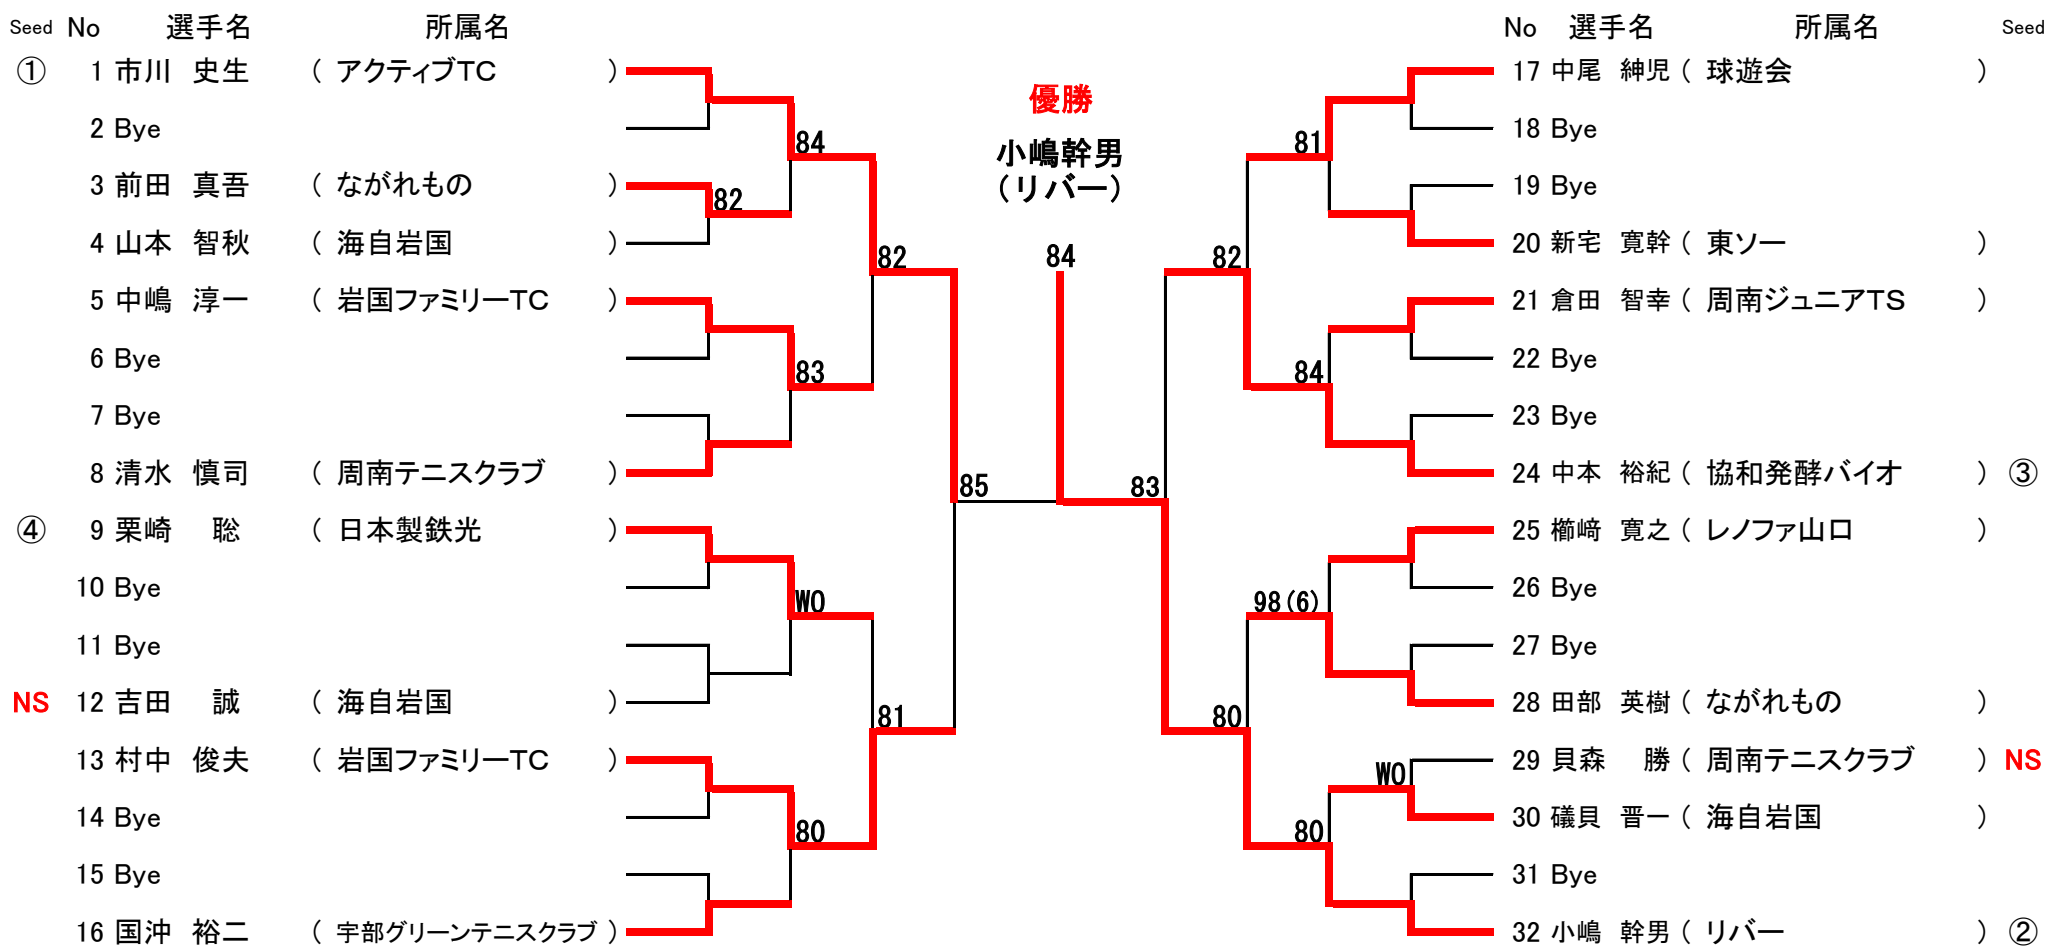 Seed No 選手名 所属名 No 選手名 所属名 Seed
① 1 市川 史生 ( アクティブTC ) 17 中尾 紳児 ( 球遊会 )
優勝
2 Bye 18 Bye
84 小嶋幹男 81
3 前田 真吾 ( ながれもの ) (リバー) 19 Bye
82
4 山本 智秋 ( 海自岩国 ) 20 新宅 寛幹 ( 東ソー )
82 84 82
5 中嶋 淳一 ( 岩国ファミリーTC ) 21 倉田 智幸 ( 周南ジュニアTS )
6 Bye 22 Bye
83 84
7 Bye 23 Bye
8 清水 慎司 ( 周南テニスクラブ ) 24 中本 裕紀 ( 協和発酵バイオ ) ③
85 83
④ 9 栗崎 聡 ( 日本製鉄光 ) 25 曛﨑 寛之 ( レノファ山口 )
10 Bye 26 Bye
WO 98(6)
11 Bye 27 Bye
NS 12 吉田 誠 ( 海自岩国 ) 28 田部 英樹 ( ながれもの )
81 80
13 村中 俊夫 ( 岩国ファミリーTC ) 29 貝森 勝 ( 周南テニスクラブ ) NS
WO
14 Bye 30 礒貝 晋一 ( 海自岩国 )
80 80
15 Bye 31 Bye
16 国沖 裕二 ( 宇部グリーンテニスクラブ ) 32 小嶋 幹男 ( リバー ) ②